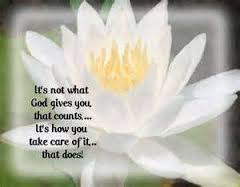 It's not what
God gives you,
that counts....
It's how you
take care of it,..
that does!